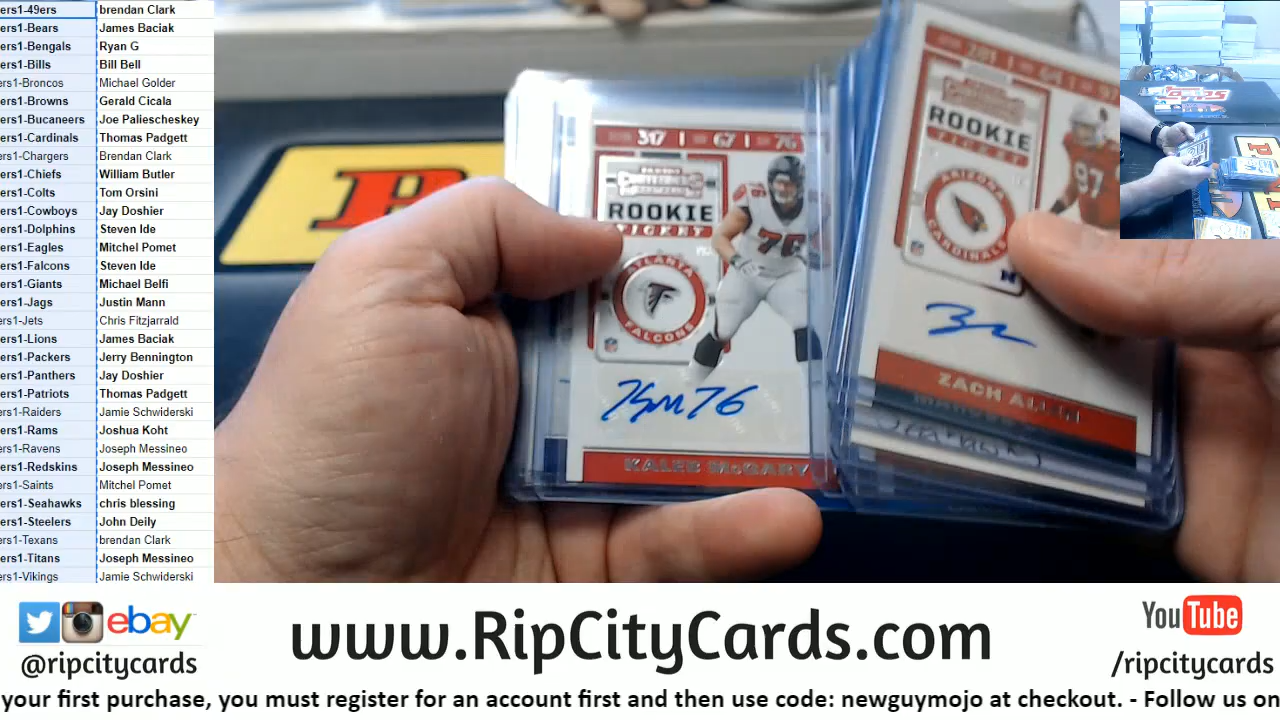 ers1-49ers brendan Clark
ers1-Bears James Baciak
ers1-Bengals Ryan G
ers1-Bills Bill Bell
ers1-Broncos Michael Golder
ers1-Browns Gerald Cicala
ers1-Bucaneers Joe Paliescheskey
ers1-Cardinals Thomas Padgett
ers1-Chargers Brendan Clark
ers1-Chiefs William Butler
ers1-Colts Tom Orsini
ers1-Cowboys Jay Doshier
ers1-Dolphins Steven Ide
ers1-Eagles Mitchel Pomet
ers1-Falcons Steven Ide
ers1-Giants Michael Belfi
ers1-Jags Justin Mann
ers1-Jets Chris Fitzjarrald
ers1-Lions James Baciak
ers1-Packers Jerry Bennington
ers1-Panthers Jay Doshier
ers1-Patriots Thomas Padgett
ers1-Raiders Jamie Schwiderski
ers1-Rams Joshua Koht
ers1-Ravens Joseph Messineo
ers1-Redskins Joseph Messineo
ers1-Saints Mitchel Pomet
ers1-Seahawks chris blessing
ers1-Steelers John Deily
ers1-Texans brendan Clark
ers1-Titans Joseph Messineo
ers1-Vikings Jamie Schwiderski
317 67 76
ROOKIE
TICKET
ATLANTA
FALCONS
76
KALEB McGARY
281 64 97
ROOKIE
TICKET
ARIZONA
CARDINALS
97
ZACH ALLEN
ebay
@ripcitycards
www.RipCityCards.com
YouTube
/ripcitycards
your first purchase, you must register for an account first and then use code: newguymojo at checkout. - Follow us on